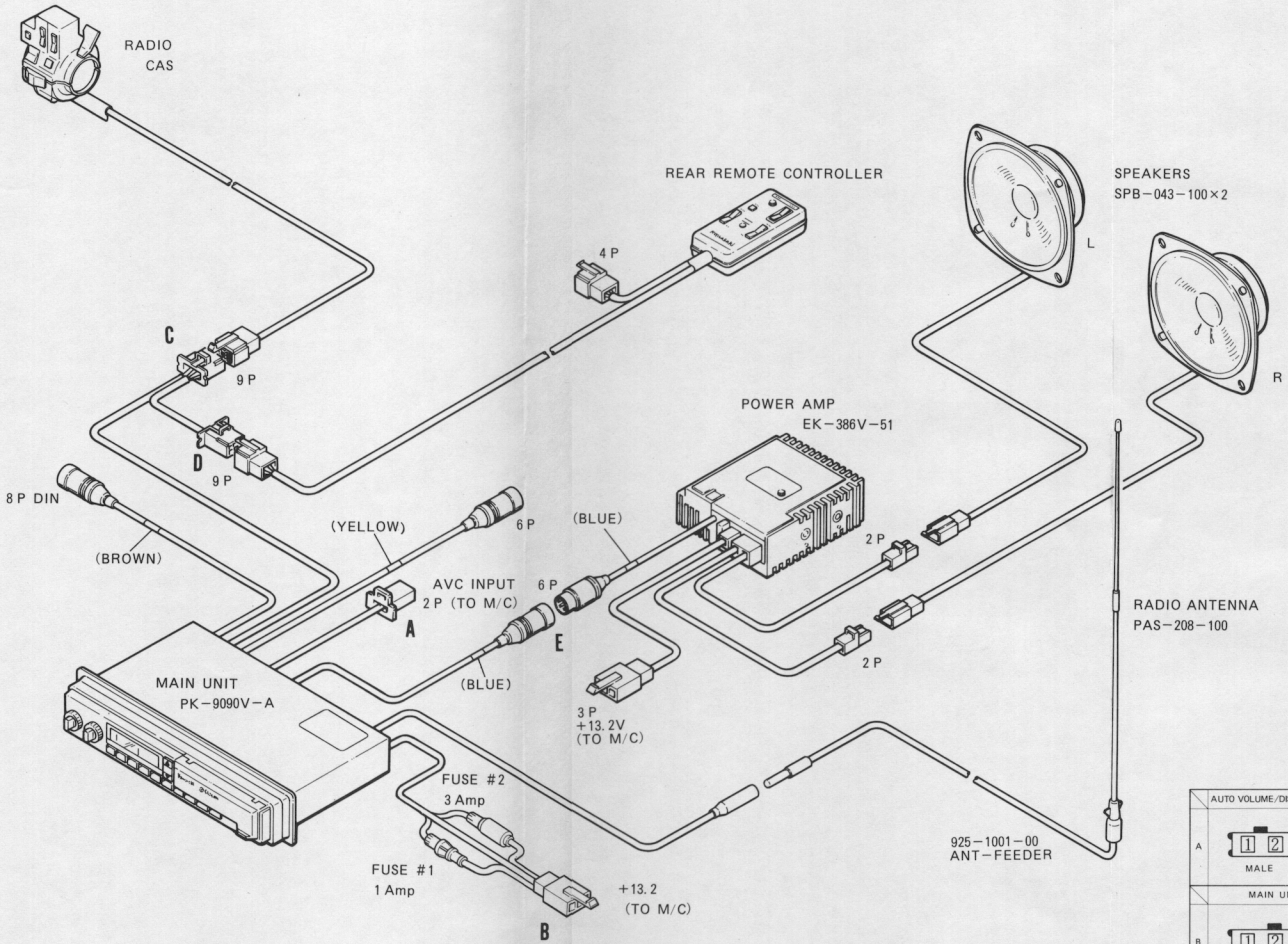 RADIO
CAS
REAR REMOTE CONTROLLER
SPEAKERS
SPB-043-100×2
L
4 P
R
C
9 P
POWER AMP
EK-386V-51
D
9 P
8 P DIN
(YELLOW)
6 P
(BLUE)
2 P
(BROWN)
AVC INPUT
2 P (TO M/C)
A
6 P
E
RADIO ANTENNA
PAS-208-100
2 P
(BLUE)
MAIN UNIT
PK-9090V-A
3 P
+13.2V
(TO M/C)
FUSE #2
3 Amp
925-1001-00
ANT-FEEDER
FUSE #1
1 Amp
+13.2
(TO M/C)
B
AUTO VOLUME/
A
1 2
MALE
MAIN
B
1 2